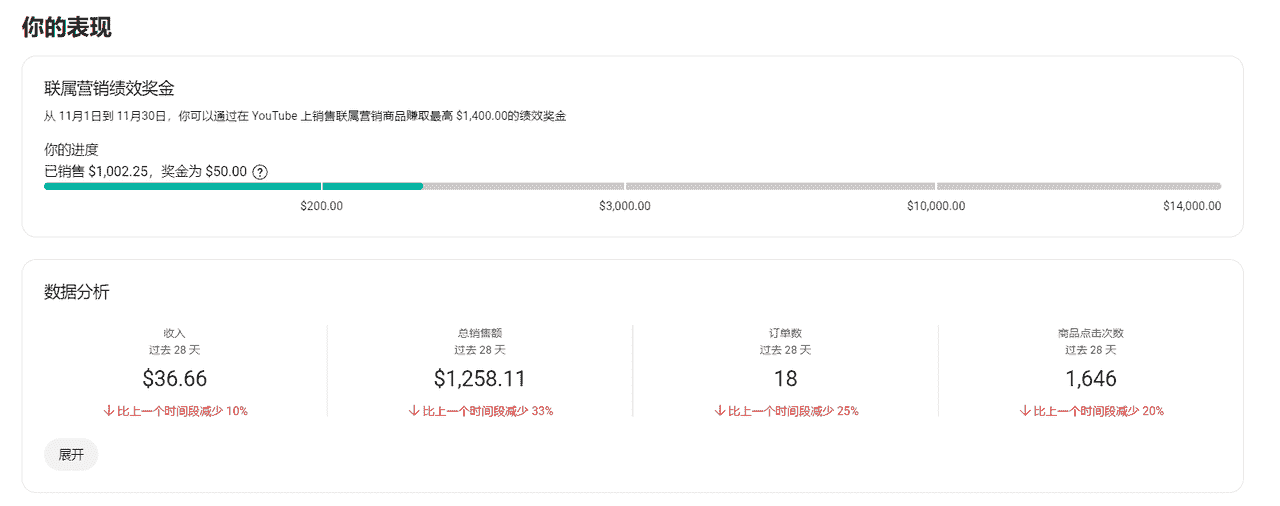 你的表现
联属营销绩效奖金
从 11月1日到 11月30日，你可以通过在 YouTube 上销售联属营销商品赚取最高 $1,400.00的绩效奖金
你的进度
已销售 $1,002.25，奖金为 $50.00 ?
$200.00 $3,000.00 $10,000.00 $14,000.00
数据分析
收入
过去 28 天
$36.66
↓ 比上一个时间段减少 10%
总销售额
过去 28 天
$1,258.11
↓ 比上一个时间段减少 33%
订单数
过去 28 天
18
↓ 比上一个时间段减少 25%
商品点击次数
过去 28 天
1,646
↓ 比上一个时间段减少 20%
展开